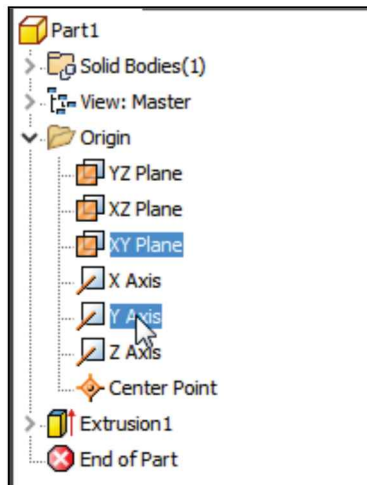 Part1
Solid Bodies(1)
View: Master
Origin
YZ Plane
XZ Plane
XY Plane
X Axis
Y Axis
Z Axis
Center Point
Extrusion1
End of Part